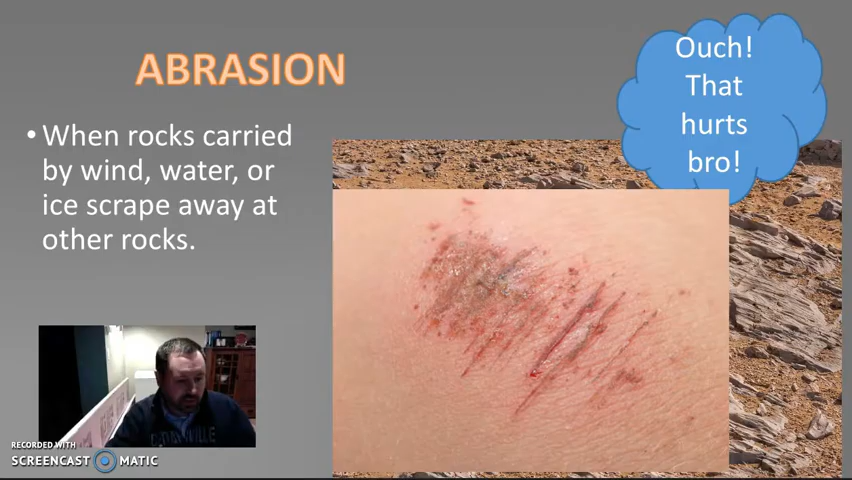 ABRASION
• When rocks carried
by wind, water, or
ice scrape away at
other rocks.
Ouch!
That
hurts
bro!
RECORDED WITH
SCREENCAST MATIC